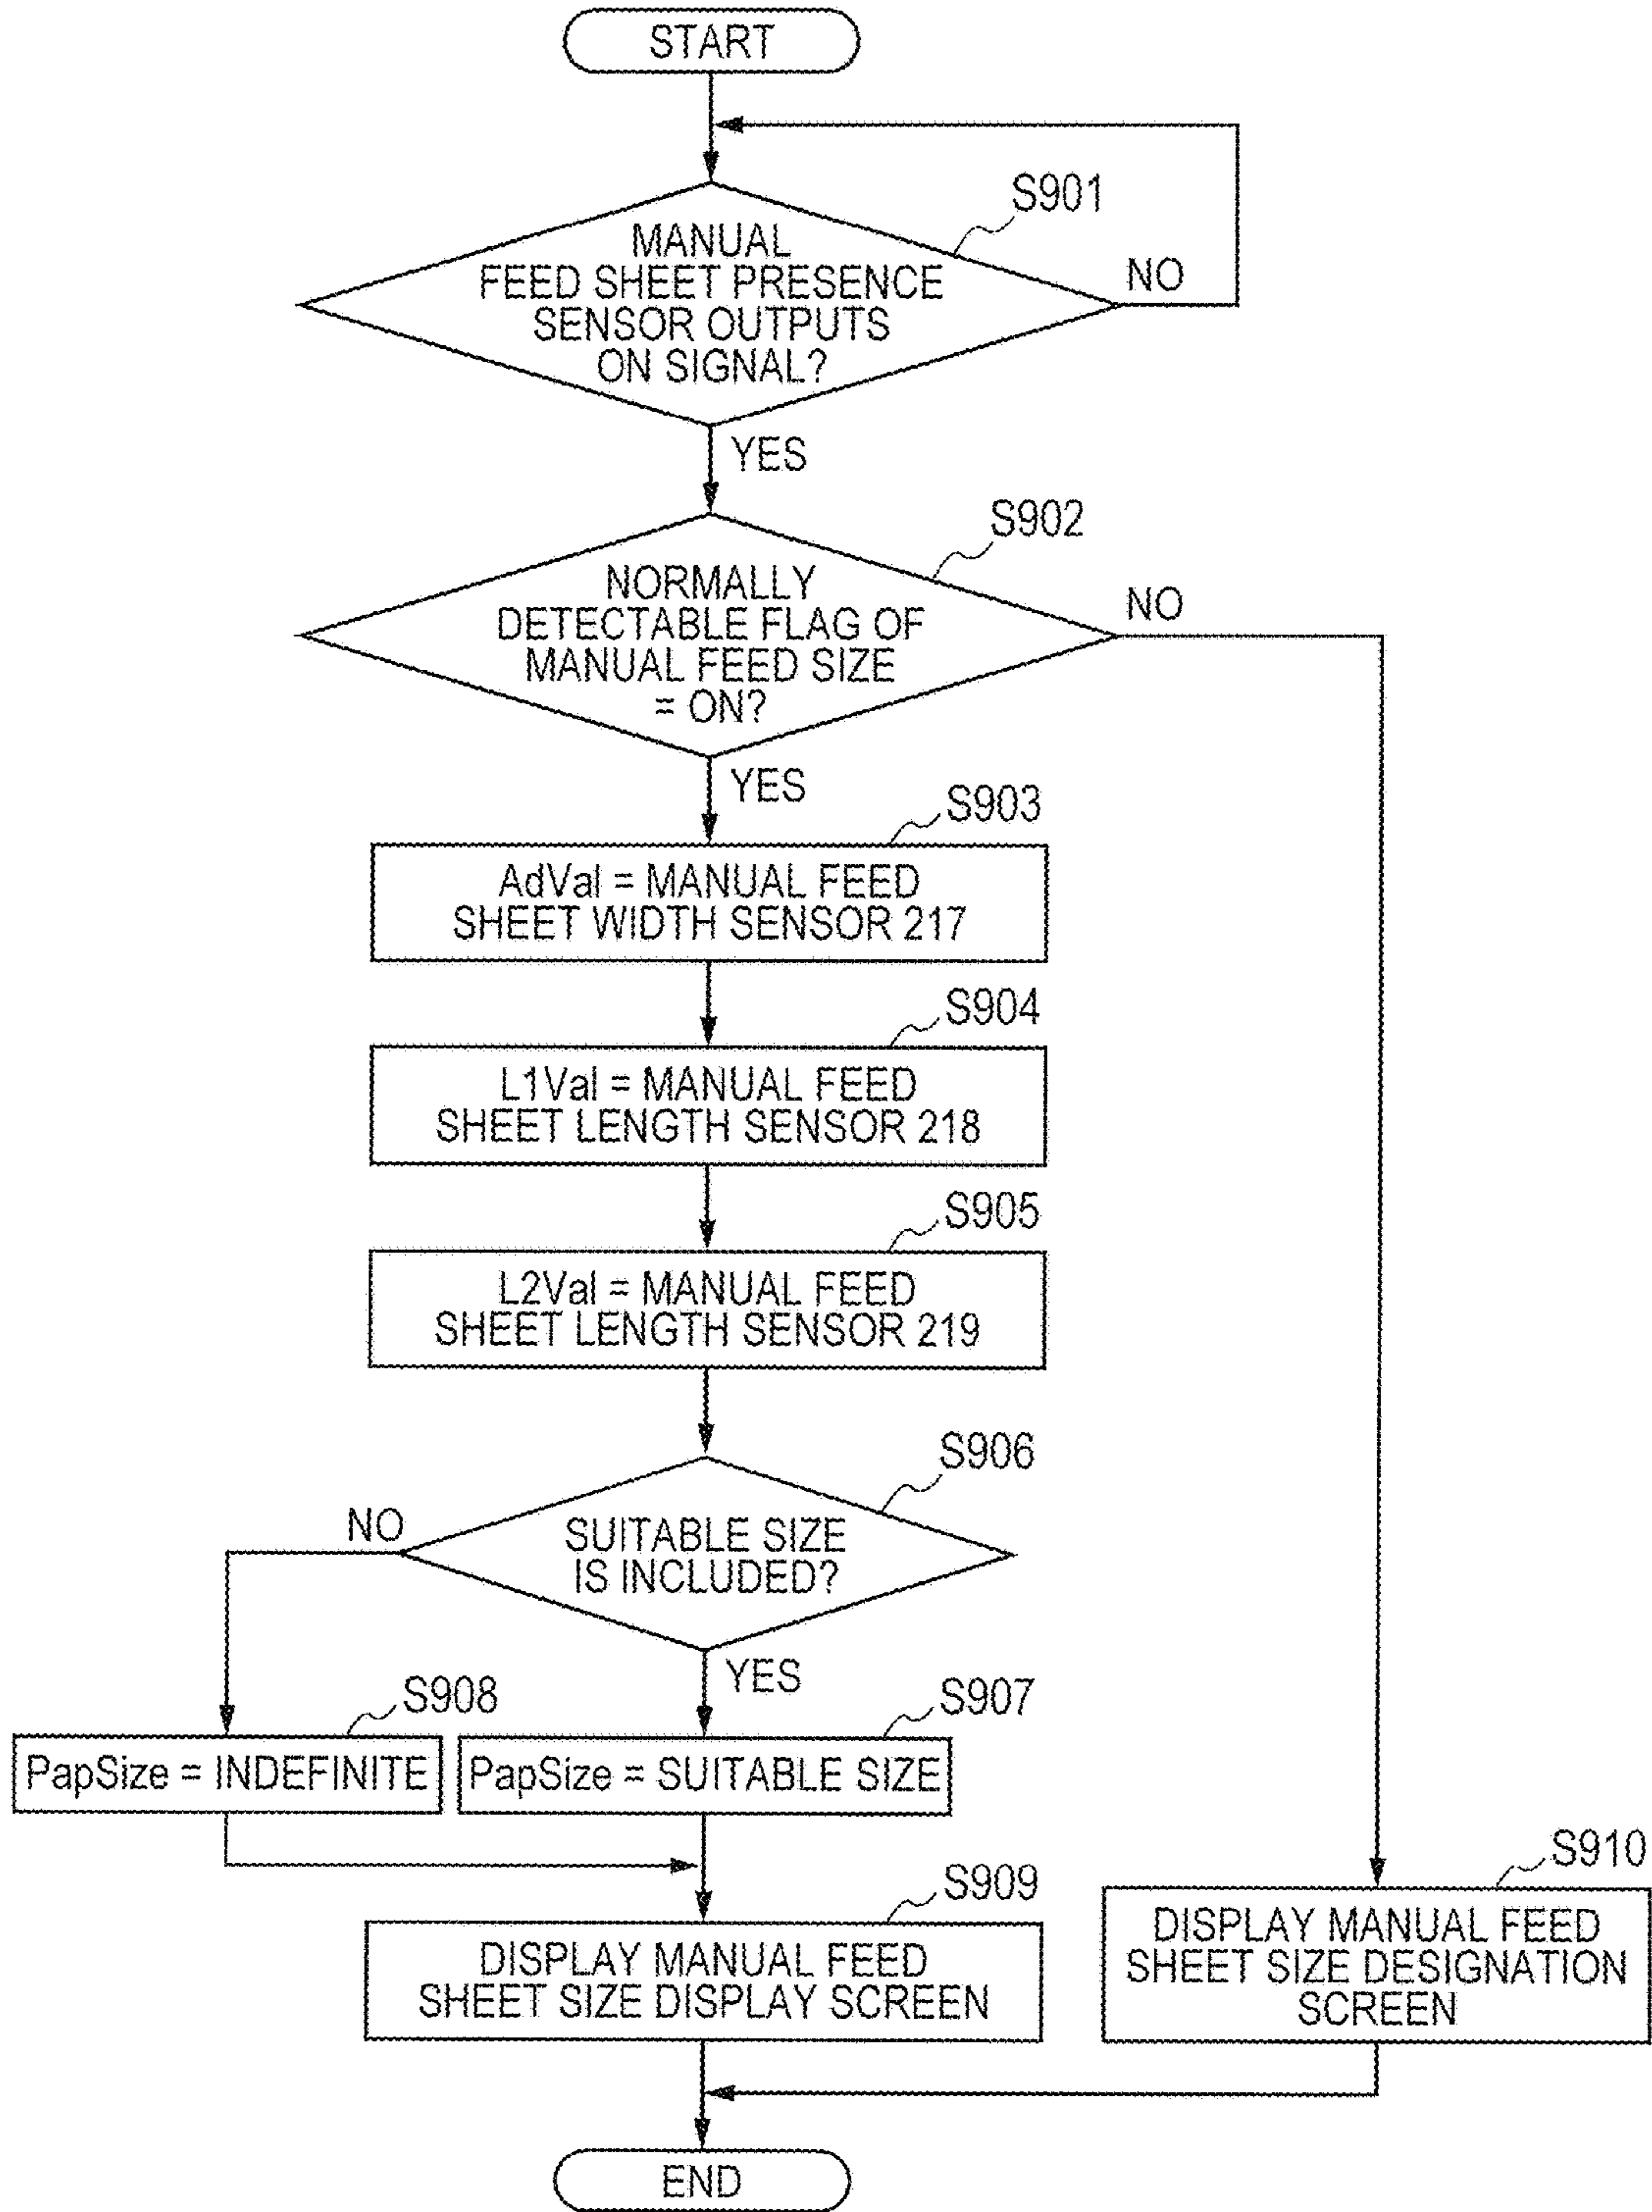 START
S901
MANUAL
FEED SHEET PRESENCE
SENSOR OUTPUTS
ON SIGNAL?
NO
YES
S902
NORMALLY
DETECTABLE FLAG OF
MANUAL FEED SIZE
= ON?
NO
YES
S903
AdVal = MANUAL FEED
SHEET WIDTH SENSOR 217
S904
L1Val = MANUAL FEED
SHEET LENGTH SENSOR 218
S905
L2Val = MANUAL FEED
SHEET LENGTH SENSOR 219
S906
NO
SUITABLE SIZE
IS INCLUDED?
YES
S908
PapSize = INDEFINITE
S907
PapSize = SUITABLE SIZE
S909
DISPLAY MANUAL FEED
SHEET SIZE DISPLAY SCREEN
S910
DISPLAY MANUAL FEED
SHEET SIZE DESIGNATION
SCREEN
END